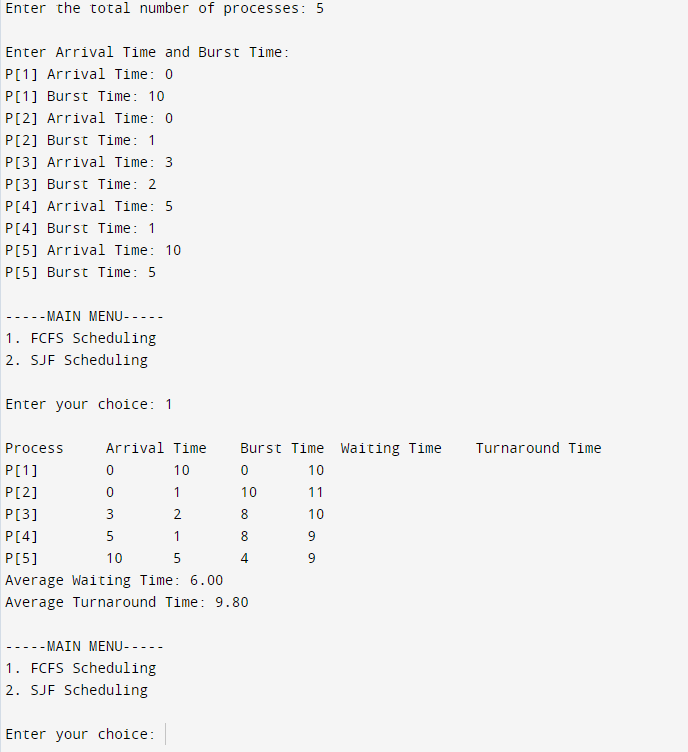 Enter the total number of processes: 5
Enter Arrival Time and Burst Time:
P[1] Arrival Time: 0
P[1] Burst Time: 10
P[2] Arrival Time: 0
P[2] Burst Time: 1
P[3] Arrival Time: 3
P[3] Burst Time: 2
P[4] Arrival Time: 5
P[4] Burst Time: 1
P[5] Arrival Time: 10
P[5] Burst Time: 5
-----MAIN MENU-----
1. FCFS Scheduling
2. SJF Scheduling
Enter your choice: 1
Process Arrival Time Burst Time Waiting Time Turnaround Time
P[1] 0 10 0 10
P[2] 0 1 10 11
P[3] 3 2 8 10
P[4] 5 1 8 9
P[5] 10 5 4 9
Average Waiting Time: 6.00
Average Turnaround Time: 9.80
-----MAIN MENU-----
1. FCFS Scheduling
2. SJF Scheduling
Enter your choice: